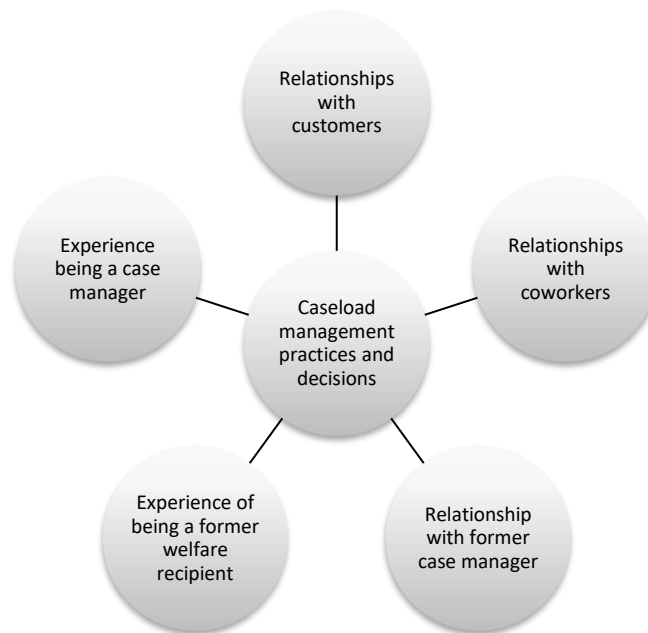 Relationships
with
customers
Experience
being a case
manager
Relationships
with
coworkers
Caseload
management
practices and
decisions
Experience of
being a former
welfare
recipient
Relationship
with former
case manager